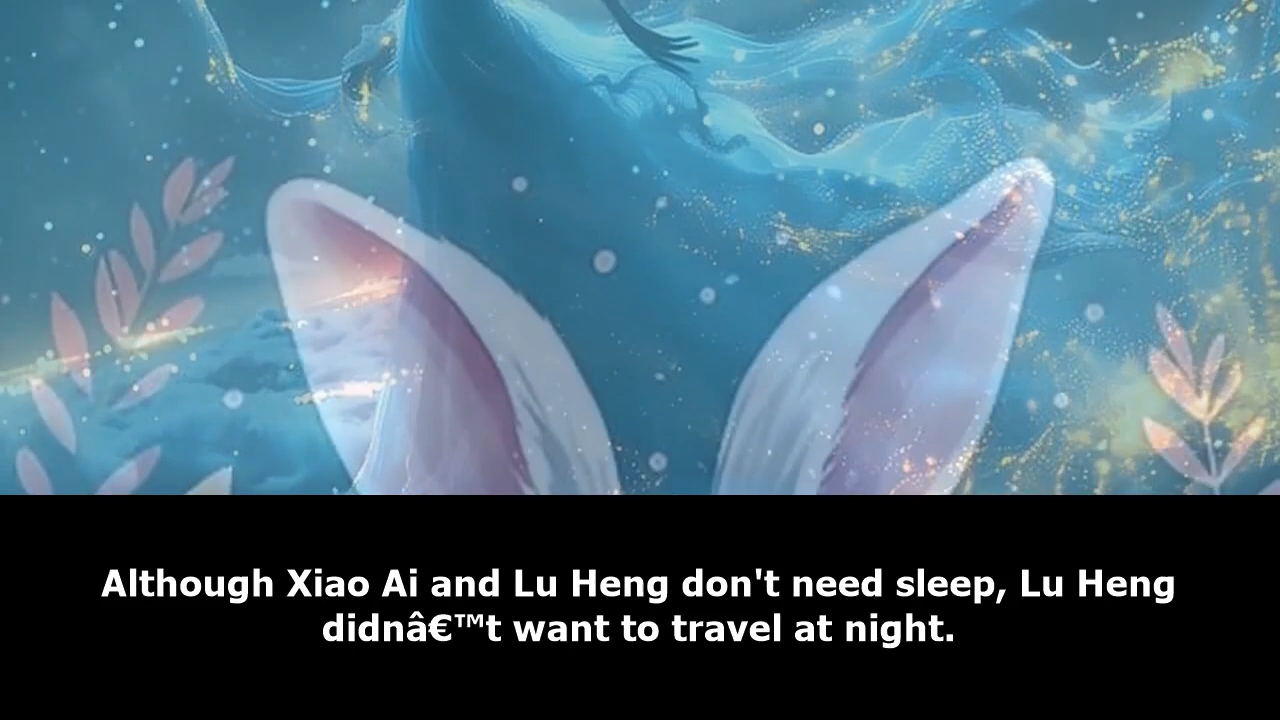 Although Xiao Ai and Lu Heng don't need sleep, Lu Heng
didnâ€™t want to travel at night.